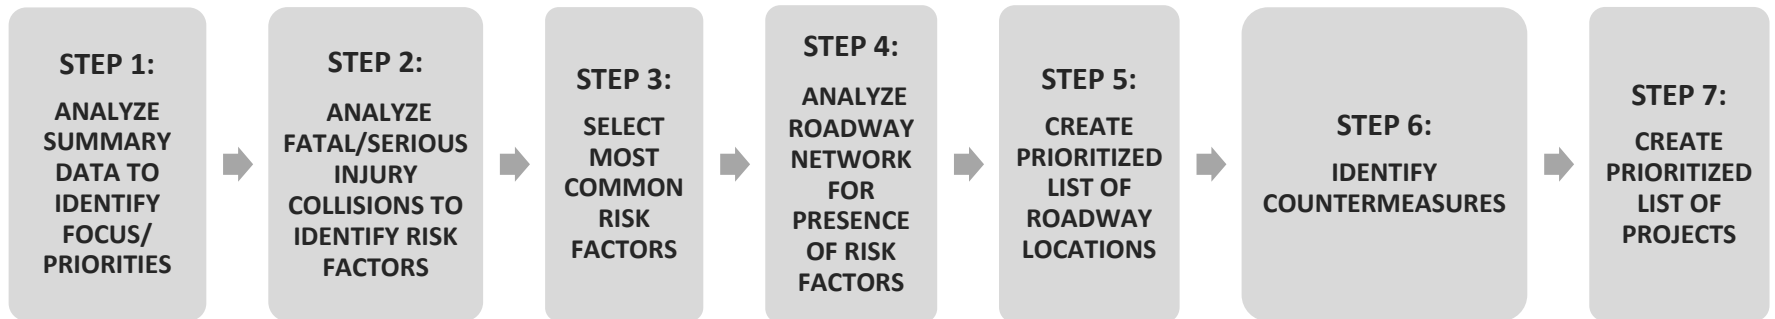 STEP 1:
ANALYZE
SUMMARY
DATA TO
IDENTIFY
FOCUS/
PRIORITIES
STEP 2:
ANALYZE
FATAL/SERIOUS
INJURY
COLLISIONS TO
IDENTIFY RISK
FACTORS
STEP 3:
SELECT
MOST
COMMON
RISK
FACTORS
STEP 4:
ANALYZE
ROADWAY
NETWORK
FOR
PRESENCE
OF RISK
FACTORS
STEP 5:
CREATE
PRIORITIZED
LIST OF
ROADWAY
LOCATIONS
STEP 6:
IDENTIFY
COUNTERMEASURES
STEP 7:
CREATE
PRIORITIZED
LIST OF
PROJECTS